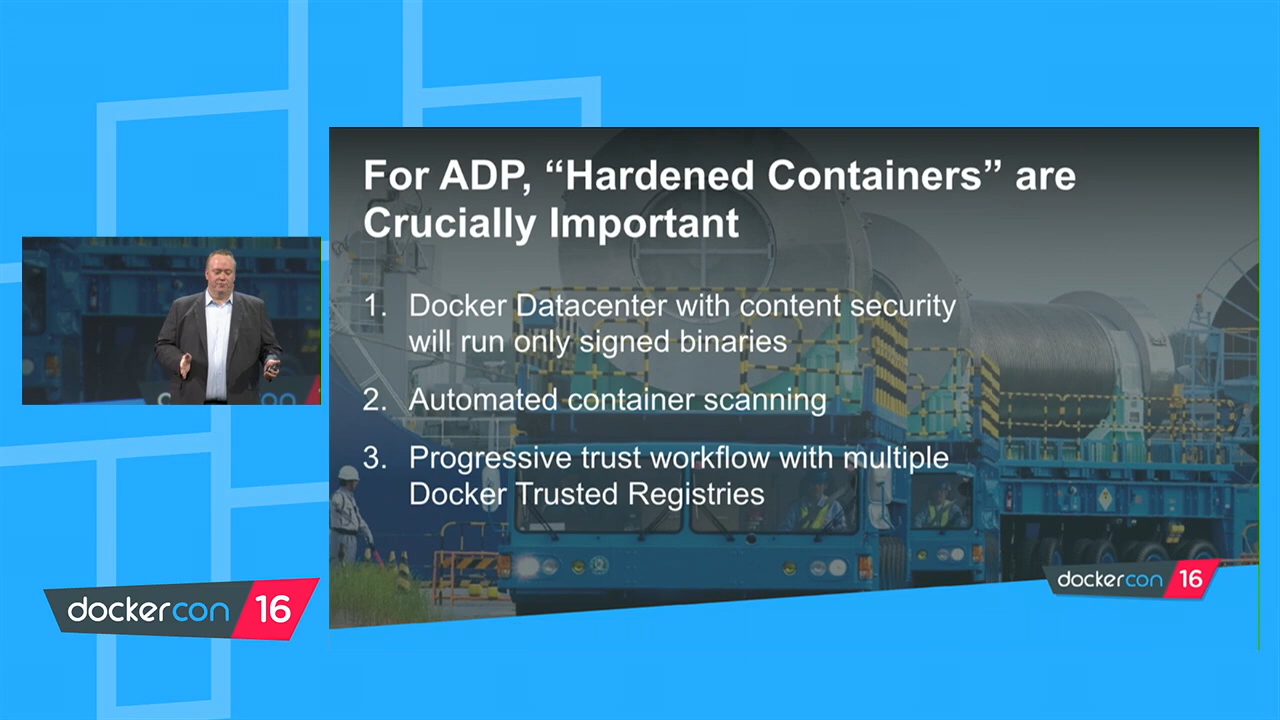 For ADP, “Hardened Containers” are
Crucially Important
1. Docker Datacenter with content security
will run only signed binaries
2. Automated container scanning
3. Progressive trust workflow with multiple
Docker Trusted Registries
dockercon 16
dockercon 16